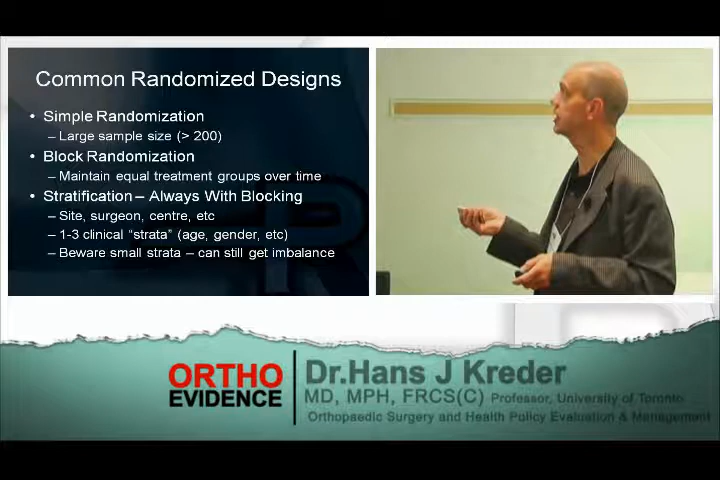 Common Randomized Designs
• Simple Randomization
– Large sample size (> 200)
• Block Randomization
– Maintain equal treatment groups over time
• Stratification – Always With Blocking
– Site, surgeon, centre, etc
– 1-3 clinical “strata” (age, gender, etc)
– Beware small strata – can still get imbalance
ORTHO
EVIDENCE
Dr.Hans J Kreder
MD, MPH, FRCS(C) Professor, University of Toronto
Orthopaedic Surgery and Health Policy Evaluation & Management